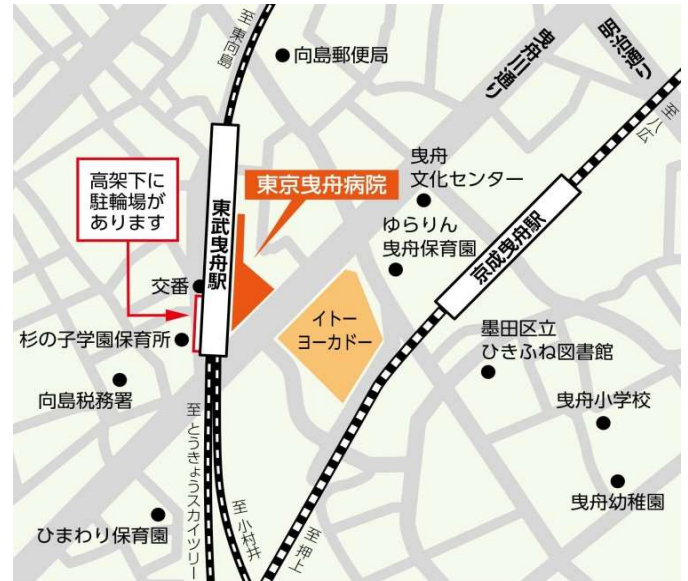 至 東向島
向島郵便局
曳舟川通り
明治通り
至 八広
高架下に
駐輪場が
あります
東武曳舟駅
東京曳舟病院
曳舟
文化センター
ゆらりん
曳舟保育園
京成曳舟駅
交番
イトー
ヨーカドー
杉の子学園保育所
墨田区立
ひきふね図書館
向島税務署
曳舟小学校
至 とうきょうスカイツリー
曳舟幼稚園
ひまわり保育園
至 小村井
至 押上